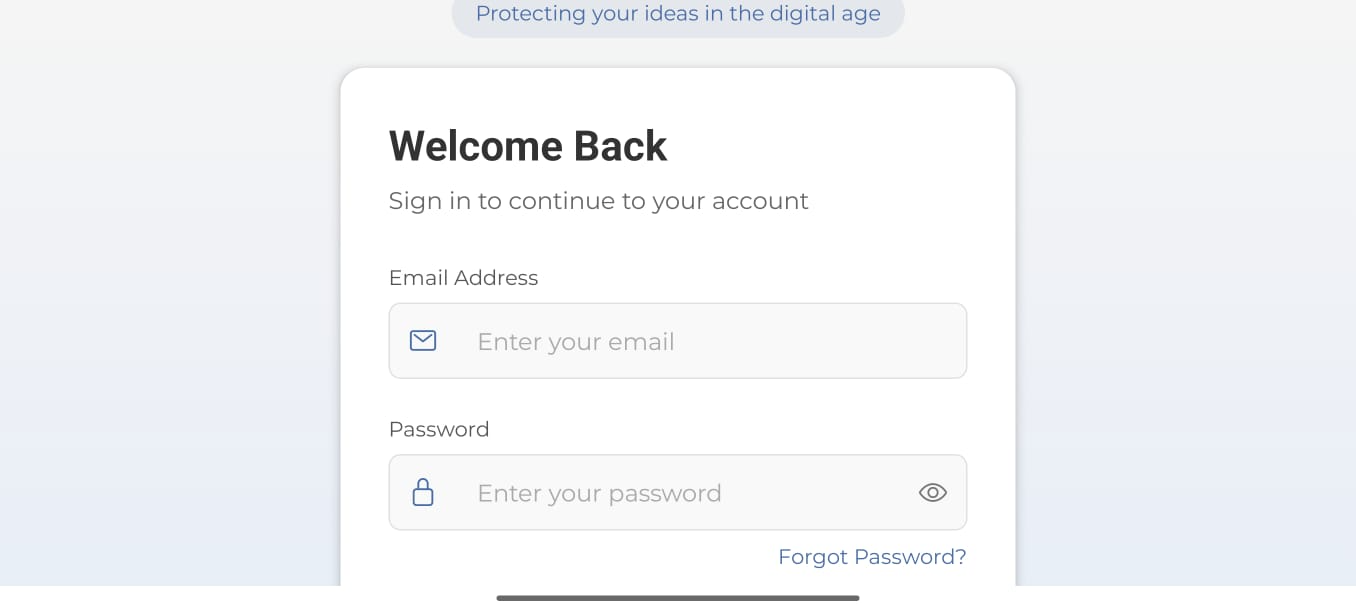 Protecting your ideas in the digital age
Welcome Back
Sign in to continue to your account
Email Address
Enter your email
Password
Enter your password
Forgot Password?